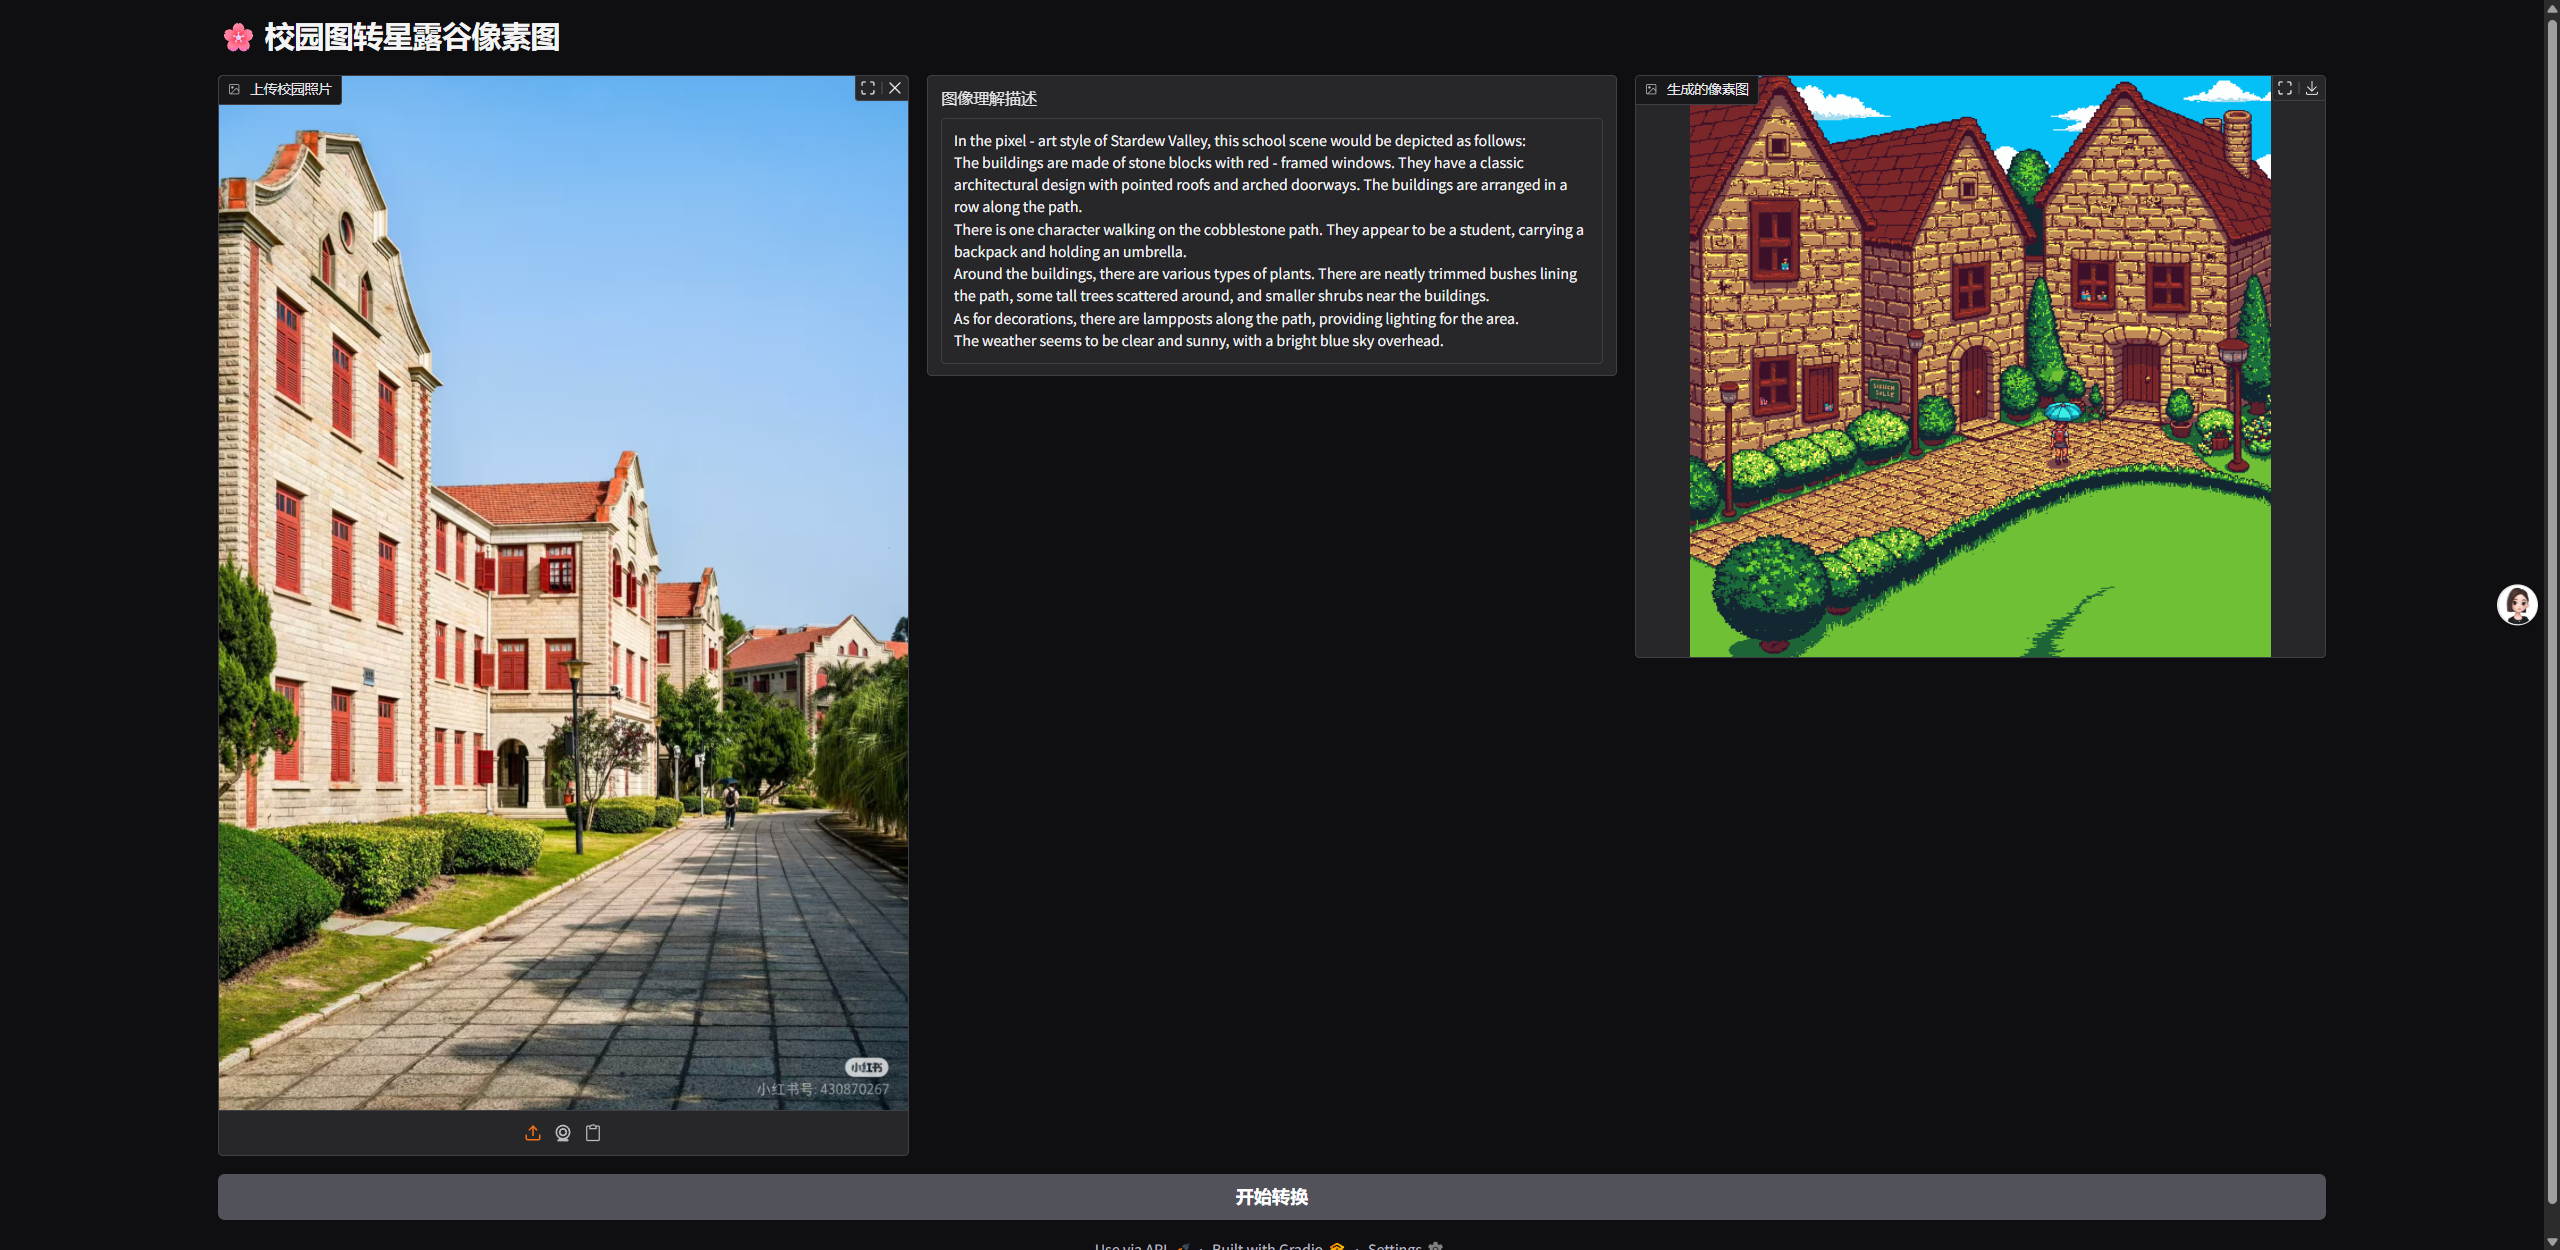 🌸 校园图转星露谷像素图
上传校园照片
小红书
小红书号: 430870267
图像理解描述
In the pixel - art style of Stardew Valley, this school scene would be depicted as follows:
The buildings are made of stone blocks with red - framed windows. They have a classic
architectural design with pointed roofs and arched doorways. The buildings are arranged in a
row along the path.
There is one character walking on the cobblestone path. They appear to be a student, carrying a
backpack and holding an umbrella.
Around the buildings, there are various types of plants. There are neatly trimmed bushes lining
the path, some tall trees scattered around, and smaller shrubs near the buildings.
As for decorations, there are lampposts along the path, providing lighting for the area.
The weather seems to be clear and sunny, with a bright blue sky overhead.
生成的像素图
开始转换
Use via API · Built with Gradio · Settings